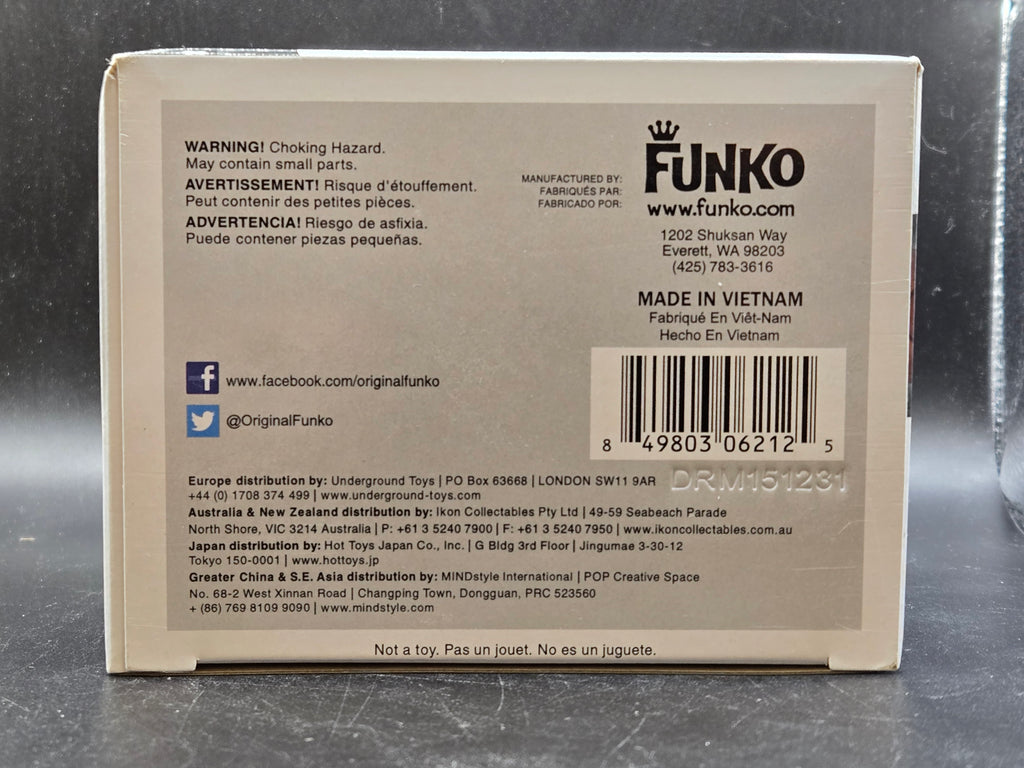 WARNING! Choking Hazard.
May contain small parts.
AVERTISSEMENT! Risque d'étouffement.
Peut contenir des petites pièces.
ADVERTENCIA! Riesgo de asfixia.
Puede contener piezas pequeñas.
MANUFACTURED BY:
FABRIQUÉS PAR:
FABRICADO POR:
FUNKO
www.funko.com
1202 Shuksan Way
Everett, WA 98203
(425) 783-3616
MADE IN VIETNAM
Fabriqué En Viêt-Nam
Hecho En Vietnam
f www.facebook.com/originalfunko
@OriginalFunko
8 49803 06212 5
DRM151231
Europe distribution by: Underground Toys | PO Box 63668 | LONDON SW11 9AR
+44 (0) 1708 374 499 | www.underground-toys.com
Australia & New Zealand distribution by: Ikon Collectables Pty Ltd | 49-59 Seabeach Parade
North Shore, VIC 3214 Australia | P: +61 3 5240 7900 | F: +61 3 5240 7950 | www.ikoncollectables.com.au
Japan distribution by: Hot Toys Japan Co., Inc. | G Bldg 3rd Floor | Jingumae 3-30-12
Tokyo 150-0001 | www.hottoys.jp
Greater China & S.E. Asia distribution by: MINDstyle International | POP Creative Space
No. 68-2 West Xinnan Road | Changping Town, Dongguan, PRC 523560
+ (86) 769 8109 9090 | www.mindstyle.com
Not a toy. Pas un jouet. No es un juguete.